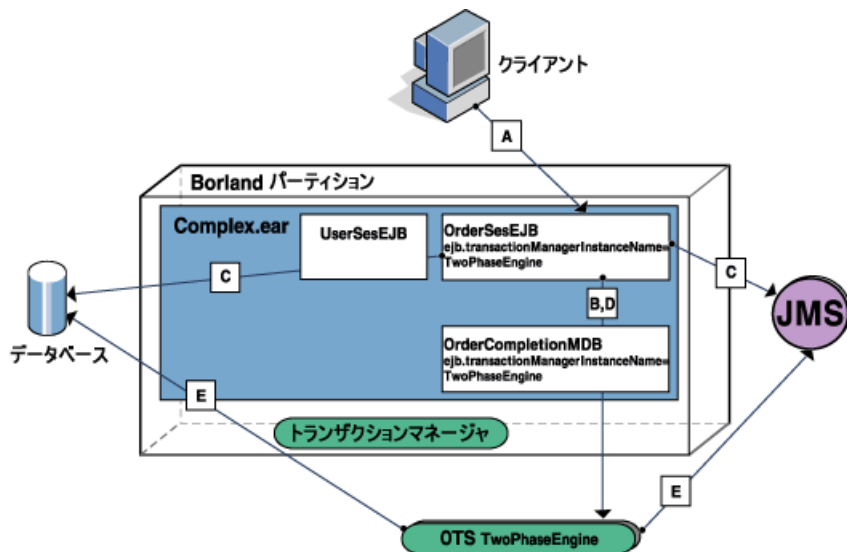 クライアント
A
Borland パーティション
Complex.ear
UserSesEJB
OrderSesEJB
ejb.transactionManagerInstanceName=
TwoPhaseEngine
C
C
B,D
JMS
データベース
OrderCompletionMDB
ejb.transactionManagerInstanceName=
TwoPhaseEngine
E
トランザクションマネージャ
E
OTS TwoPhaseEngine